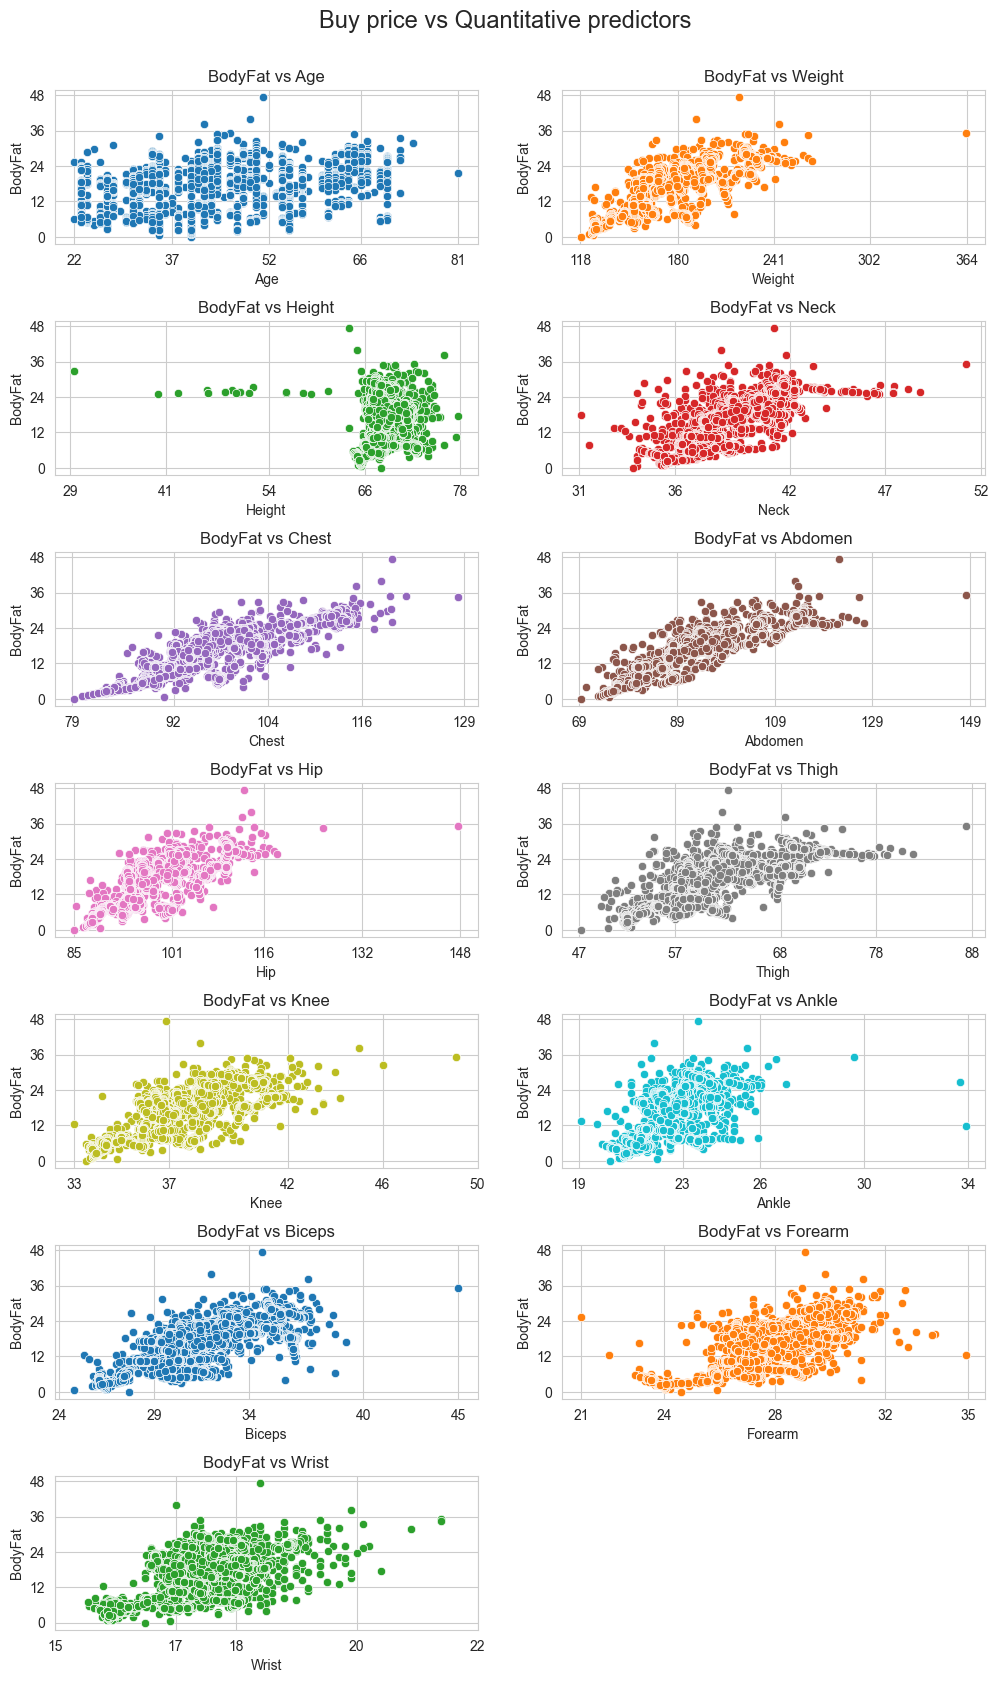 Buy price vs Quantitative predictors
BodyFat vs Age
BodyFat
48
36
24
12
0
22 37 52 66 81
Age
BodyFat vs Weight
BodyFat
48
36
24
12
0
118 180 241 302 364
Weight
BodyFat vs Height
BodyFat
48
36
24
12
0
29 41 54 66 78
Height
BodyFat vs Neck
BodyFat
48
36
24
12
0
31 36 42 47 52
Neck
BodyFat vs Chest
BodyFat
48
36
24
12
0
79 92 104 116 129
Chest
BodyFat vs Abdomen
BodyFat
48
36
24
12
0
69 89 109 129 149
Abdomen
BodyFat vs Hip
BodyFat
48
36
24
12
0
85 101 116 132 148
Hip
BodyFat vs Thigh
BodyFat
48
36
24
12
0
47 57 68 78 88
Thigh
BodyFat vs Knee
BodyFat
48
36
24
12
0
33 37 42 46 50
Knee
BodyFat vs Ankle
BodyFat
48
36
24
12
0
19 23 26 30 34
Ankle
BodyFat vs Biceps
BodyFat
48
36
24
12
0
24 29 34 40 45
Biceps
BodyFat vs Forearm
BodyFat
48
36
24
12
0
21 24 28 32 35
Forearm
BodyFat vs Wrist
BodyFat
48
36
24
12
0
15 17 18 20 22
Wrist